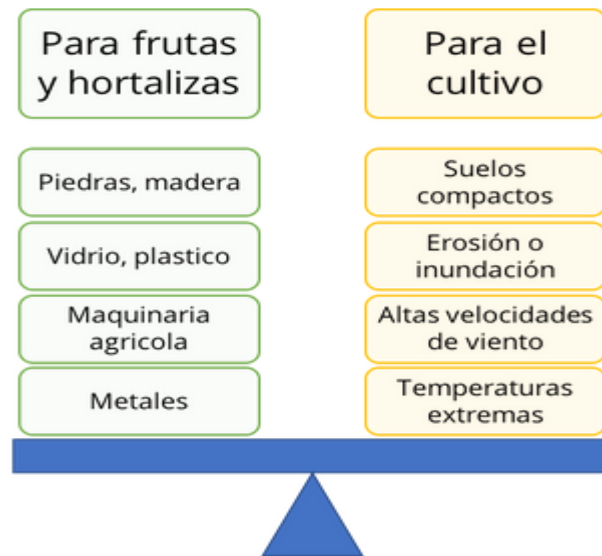 Para frutas
y hortalizas
Piedras, madera
Vidrio, plastico
Maquinaria
agricola
Metales
Para el
cultivo
Suelos
compactos
Erosión o
inundación
Altas velocidades
de viento
Temperaturas
extremas